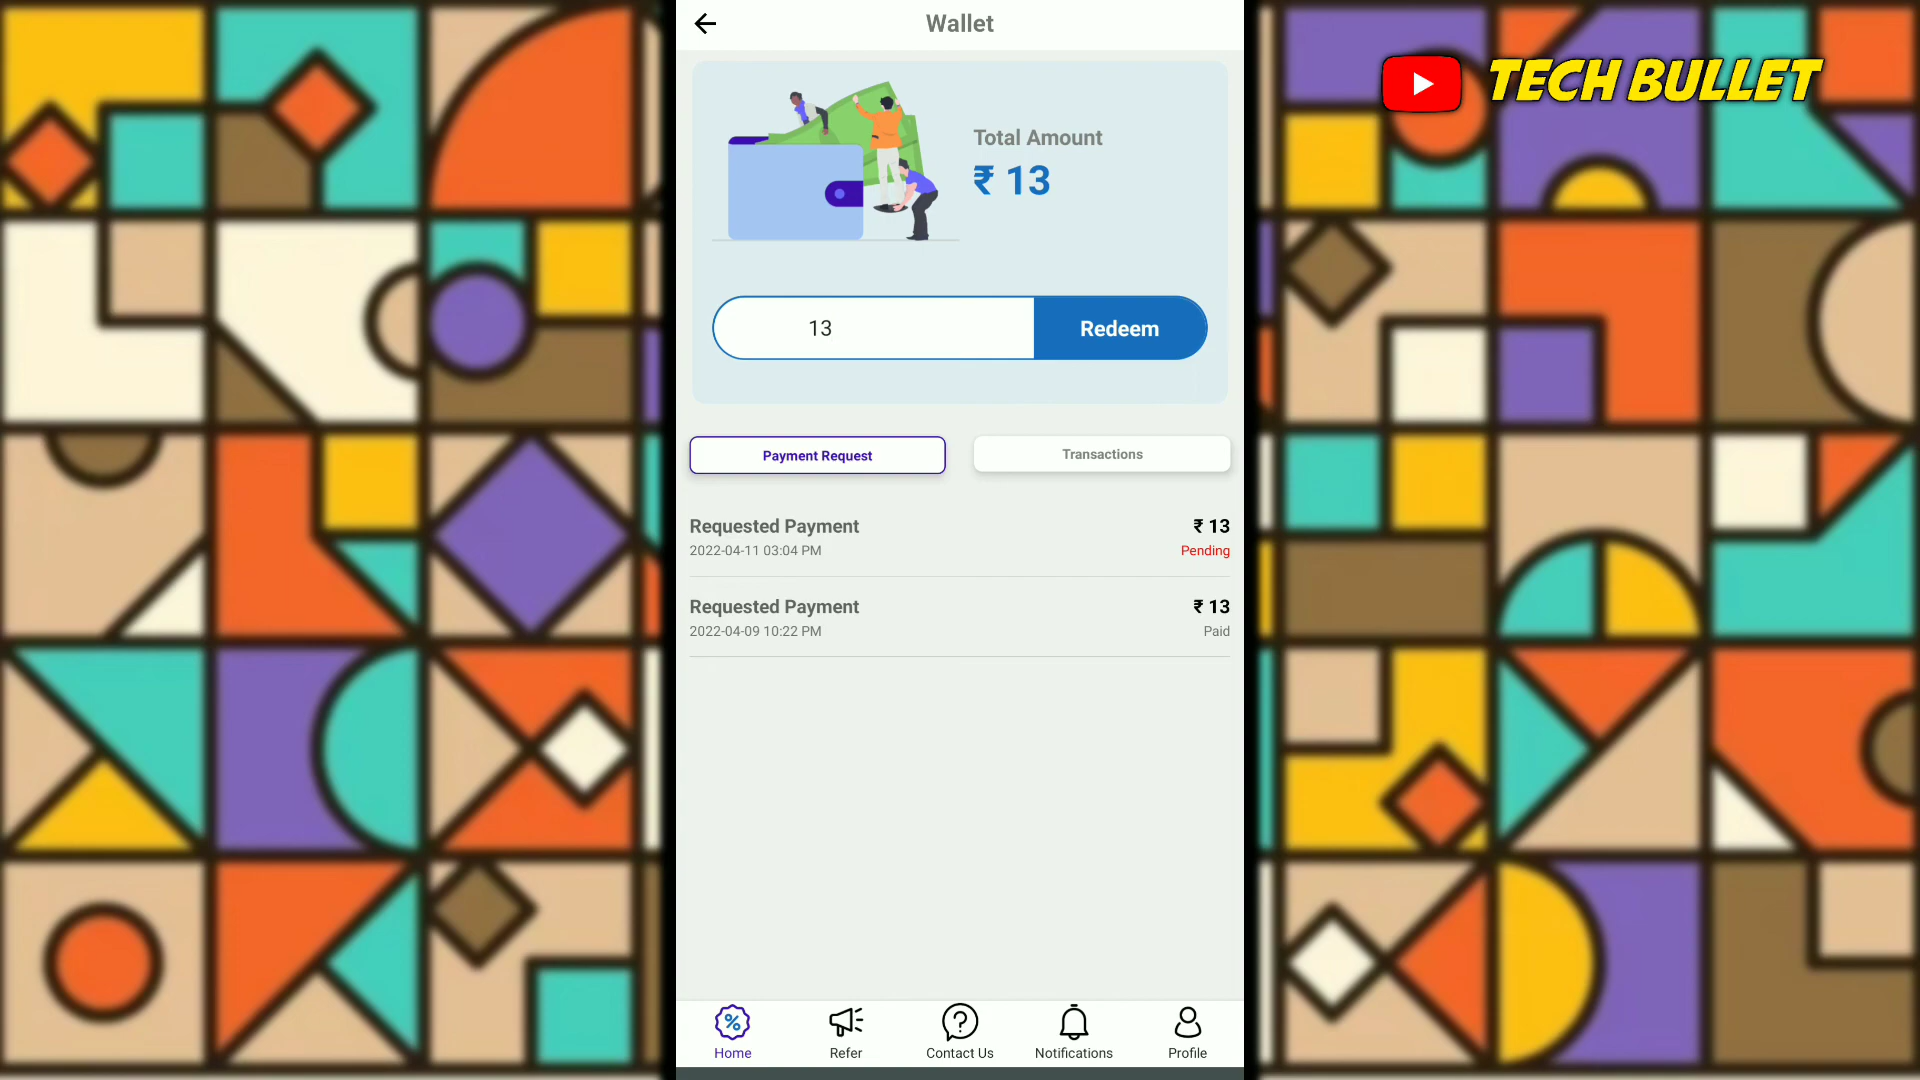 Wallet
TECH BULLET
Total Amount
₹ 13
13
Redeem
Payment Request
Transactions
Requested Payment
₹ 13
2022-04-11 03:04 PM
Pending
Requested Payment
₹ 13
2022-04-09 10:22 PM
Paid
%
?
Home
Refer
Contact Us
Notifications
Profile